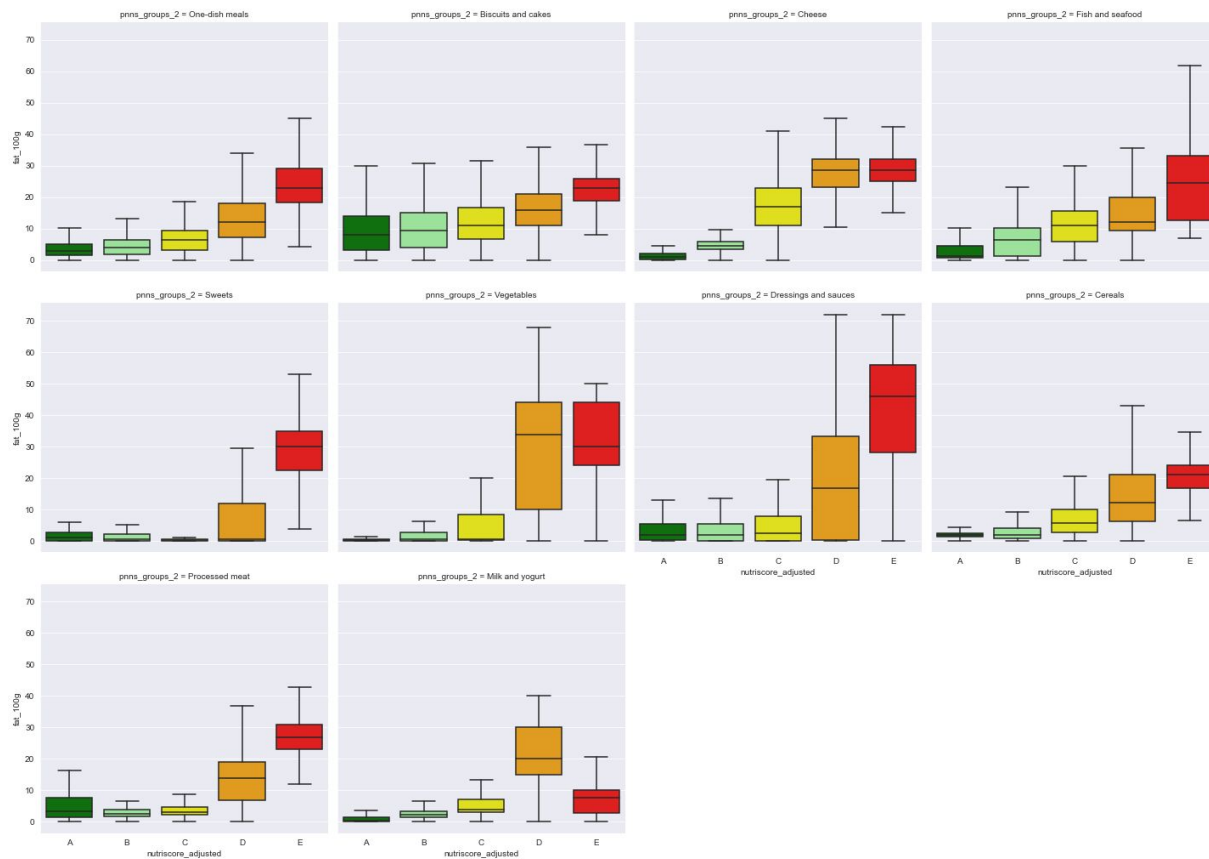 pnns_groups_2 = One-dish meals
pnns_groups_2 = Biscuits and cakes
pnns_groups_2 = Cheese
pnns_groups_2 = Fish and seafood
70
60
50
40
30
20
10
0
fat_100g
pnns_groups_2 = Sweets
pnns_groups_2 = Vegetables
pnns_groups_2 = Dressings and sauces
pnns_groups_2 = Cereals
70
60
50
40
30
20
10
0
fat_100g
A B C D E
nutriscore_adjusted
A B C D E
nutriscore_adjusted
pnns_groups_2 = Processed meat
pnns_groups_2 = Milk and yogurt
70
60
50
40
30
20
10
0
fat_100g
A B C D E
nutriscore_adjusted
A B C D E
nutriscore_adjusted